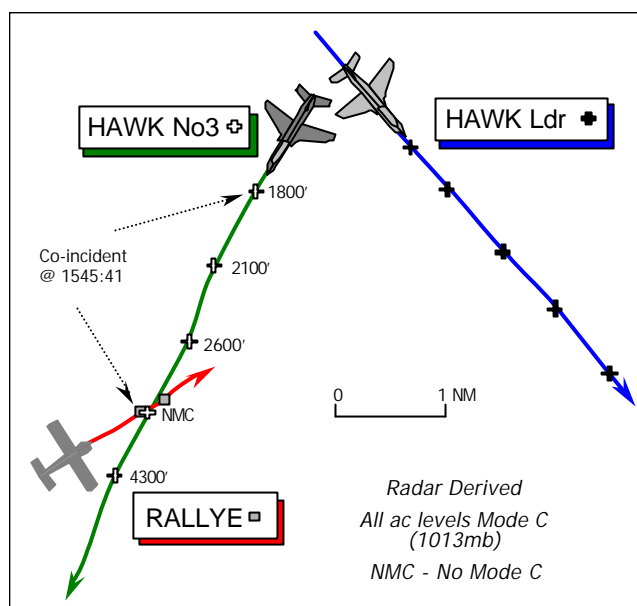 HAWK No3
HAWK Ldr
1800'
Co-incident
@ 1545:41
2100'
2600'
0 1 NM
NMC
4300'
RALLYE
Radar Derived
All ac levels Mode C
(1013mb)
NMC - No Mode C